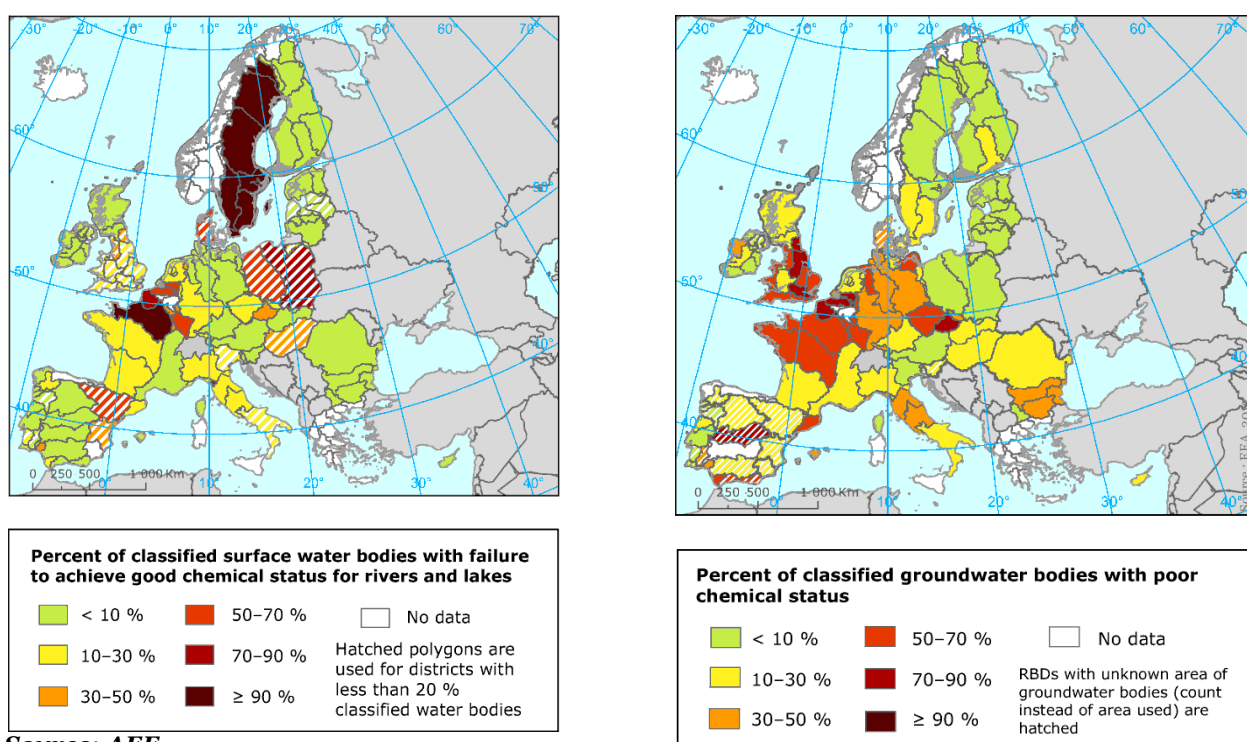 -30° -20° -10° 0° 10° 20° 30° 40° 50° 60° 70°
60°
50°
50°
40°
40°
0 250 500 1 000 Km
0° 10° 20° 30°
Percent of classified surface water bodies with failure
to achieve good chemical status for rivers and lakes
< 10 % 50–70 % No data
10–30 % 70–90 % Hatched polygons are
used for districts with
less than 20 %
30–50 % ≥ 90 % classified water bodies
-30° -20° -10° 0° 10° 20° 30° 40° 50° 60° 70°
60°
50°
50°
40°
40°
0 250 500 1 000 Km
0° 10° 20° 30° 40°
Percent of classified groundwater bodies with poor
chemical status
< 10 % 50–70 % No data
10–30 % 70–90 % RBDs with unknown area of
groundwater bodies (count
instead of area used) are
30–50 % ≥ 90 % hatched